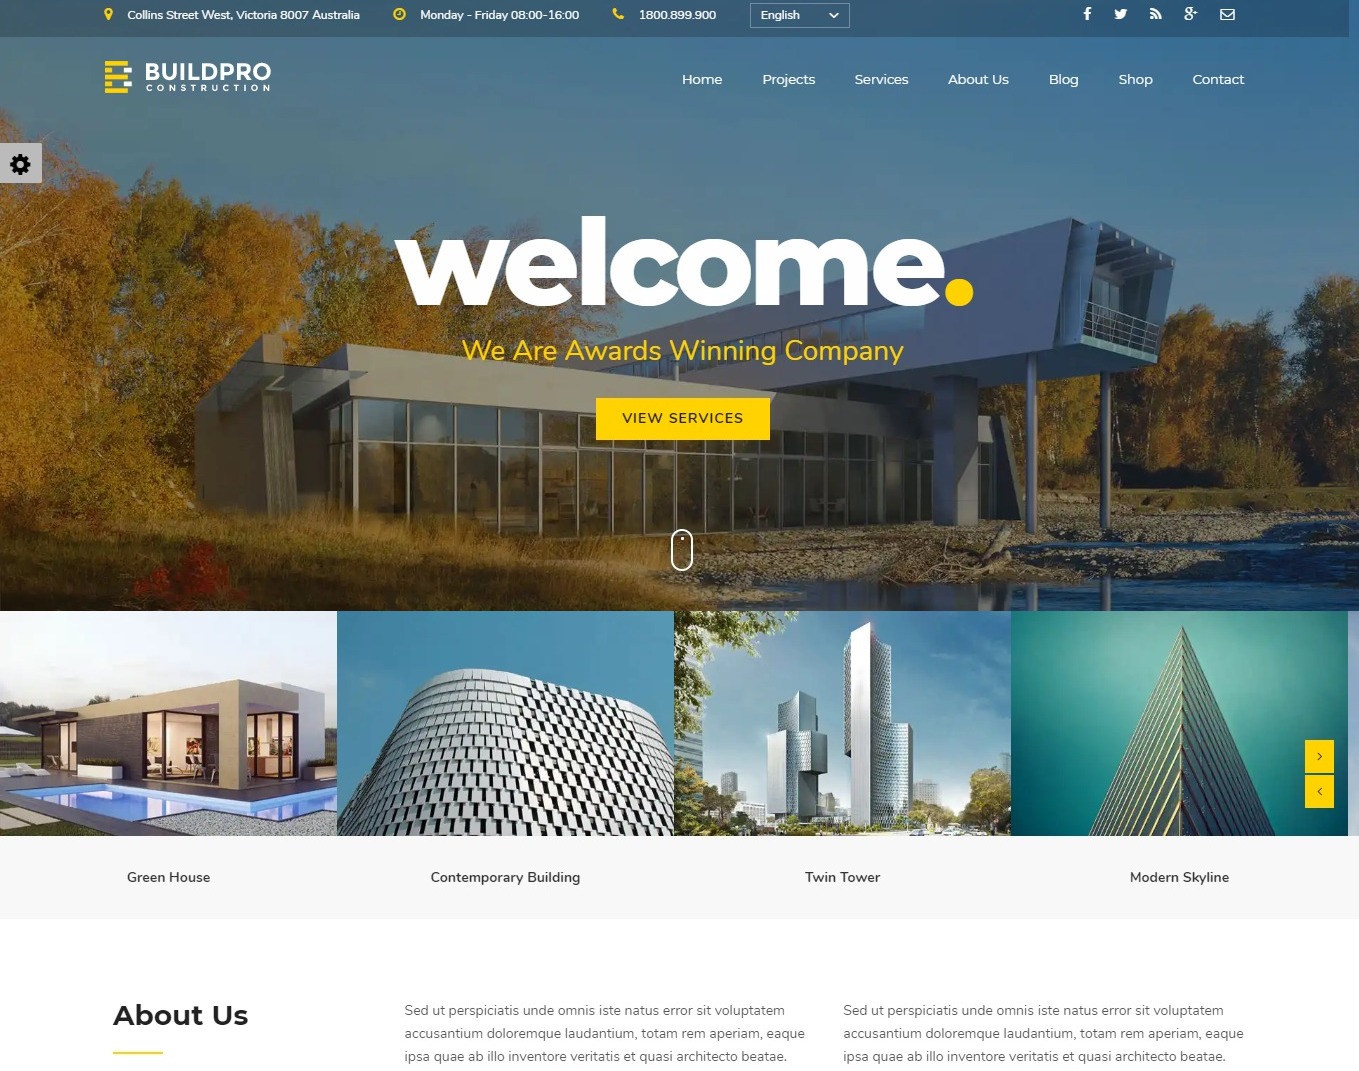 Collins Street West, Victoria 8007 Australia
Monday - Friday 08:00-16:00
1800.899.900
English
BUILDPRO
CONSTRUCTION
Home Projects Services About Us Blog Shop Contact
welcome.
We Are Awards Winning Company
VIEW SERVICES
Green House
Contemporary Building
Twin Tower
Modern Skyline
About Us
Sed ut perspiciatis unde omnis iste natus error sit voluptatem
accusantium doloremque laudantium, totam rem aperiam, eaque
ipsa quae ab illo inventore veritatis et quasi architecto beatae.
Sed ut perspiciatis unde omnis iste natus error sit voluptatem
accusantium doloremque laudantium, totam rem aperiam, eaque
ipsa quae ab illo inventore veritatis et quasi architecto beatae.